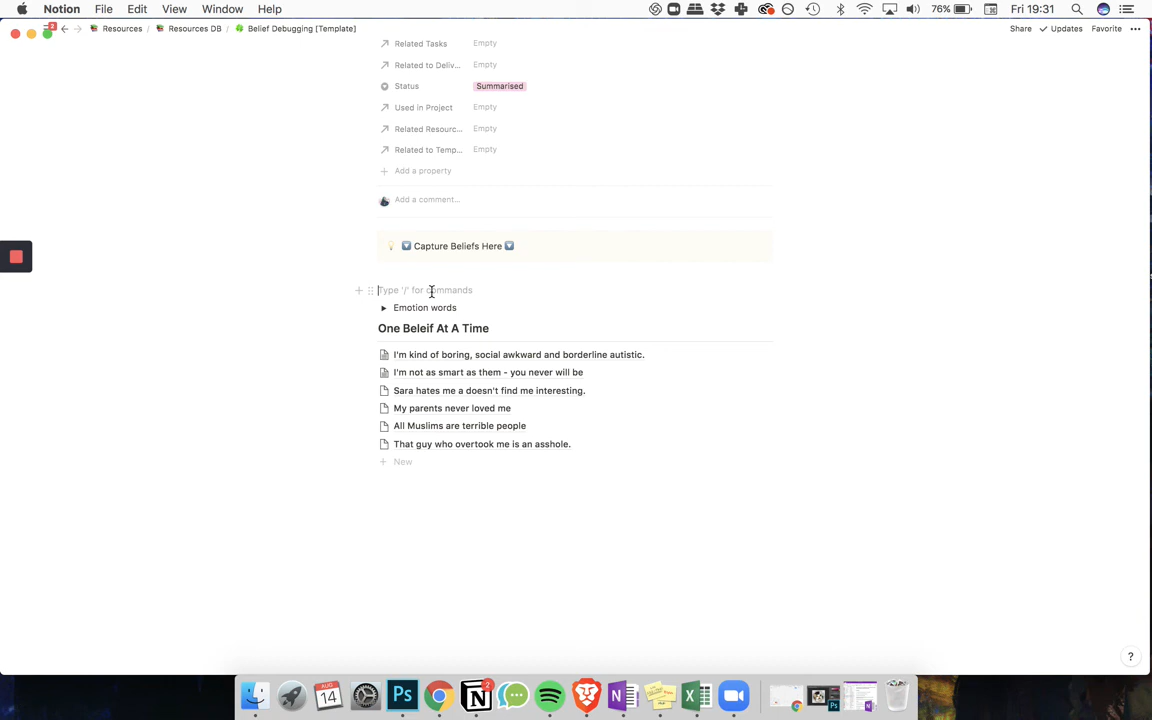 Notion File Edit View Window Help 76% Fri 19:31
2 Resources / Resources DB / Belief Debugging [Template] Share Updates Favorite
Related Tasks Empty
Related to Deliv... Empty
Status Summarised
Used in Project Empty
Related Resourc... Empty
Related to Temp... Empty
Add a property
Add a comment...
Capture Beliefs Here
Type '/' for commands
Emotion words
One Beleif At A Time
I'm kind of boring, social awkward and borderline autistic.
I'm not as smart as them - you never will be
Sara hates me a doesn't find me interesting.
My parents never loved me
All Muslims are terrible people
That guy who overtook me is an asshole.
New
?
AUG
14
Ps
2